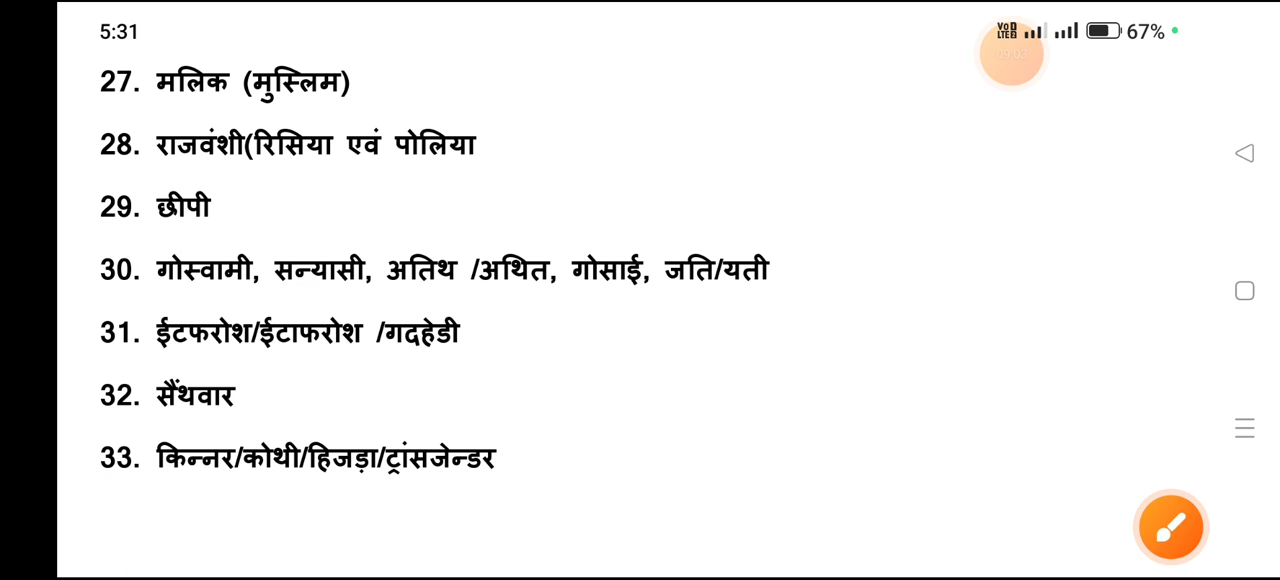 5:31
67%
27. मलिक (मुस्लिम)
28. राजवंशी(रिसिया एवं पोलिया
29. छीपी
30. गोस्वामी, सन्यासी, अतिथ /अथित, गोसाई, जति/यती
31. ईटफरोश/ईटाफरोश /गदहेडी
32. सैंथवार
33. किन्नर/कोथी/हिजड़ा/ट्रांसजेन्डर